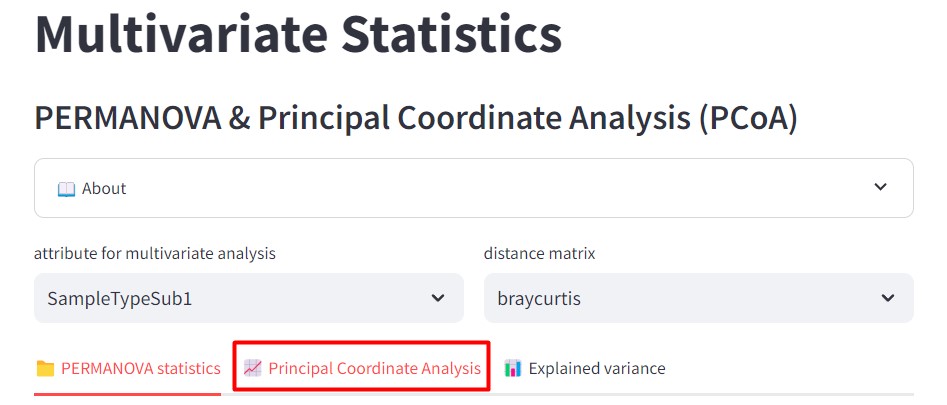 Multivariate Statistics
PERMANOVA & Principal Coordinate Analysis (PCoA)
About
attribute for multivariate analysis
distance matrix
SampleTypeSub1
braycurtis
PERMANOVA statistics
Principal Coordinate Analysis
Explained variance